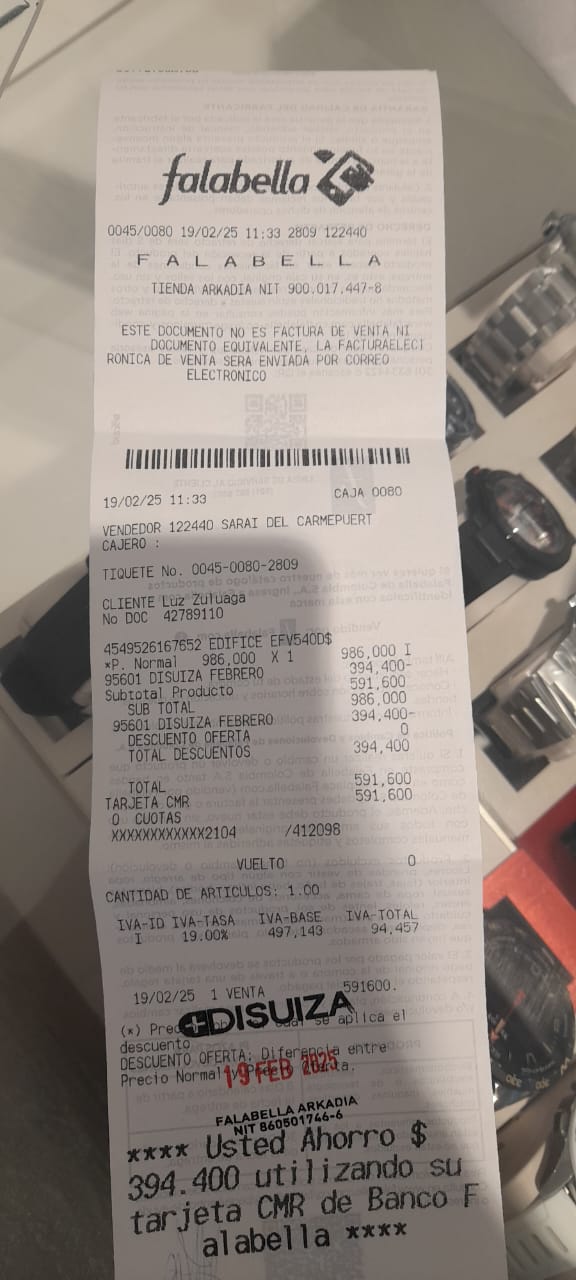 falabella
0045/0080 19/02/25 11:33 2809 122440
F A L A B E L L A
TIENDA ARKADIA NIT 900.017.447-8
ESTE DOCUMENTO NO ES FACTURA DE VENTA NI
DOCUMENTO EQUIVALENTE, LA FACTURAELECI
RONICA DE VENTA SERA ENVIADA POR CORREO
ELECTRONICO
19/02/25 11:33 CAJA 0080
VENDEDOR 122440 SARAI DEL CARMEPUERT
CAJERO :
TIQUETE No. 0045-0080-2809
CLIENTE Luz Zuluaga
No DOC 42789110
4549526167652 EDIFICE EFV540D$
*P. Normal 986,000 X 1 986,000 I
95601 DISUIZA FEBRERO 394,400-
Subtotal Producto 591,600
SUB TOTAL 986,000
95601 DISUIZA FEBRERO 394,400-
DESCUENTO OFERTA 0
TOTAL DESCUENTOS 394,400
TOTAL 591,600
TARJETA CMR 591,600
0 CUOTAS
XXXXXXXXXXXX2104 /412098
VUELTO 0
CANTIDAD DE ARTICULOS: 1.00
IVA-ID IVA-TASA IVA-BASE IVA-TOTAL
I 19.00% 497,143 94,457
19/02/25 1 VENTA 591600.
DISUIZA
(*) se aplica el
descuento
DESCUENTO OFERTA: Diferencia entre
Precio Normal
19 FEB 2025
FALABELLA ARKADIA
NIT 860501746-6
**** Usted Ahorro $
394.400 utilizando su
tarjeta CMR de Banco F
alabella ****